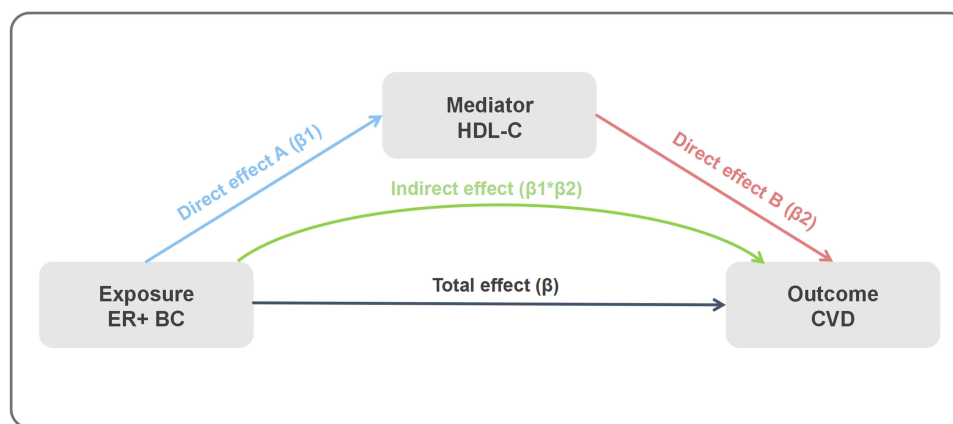 Mediator
HDL-C
Direct effect A (β1)
Direct effect B (β2)
Indirect effect (β1*β2)
Total effect (β)
Exposure
ER+ BC
Outcome
CVD